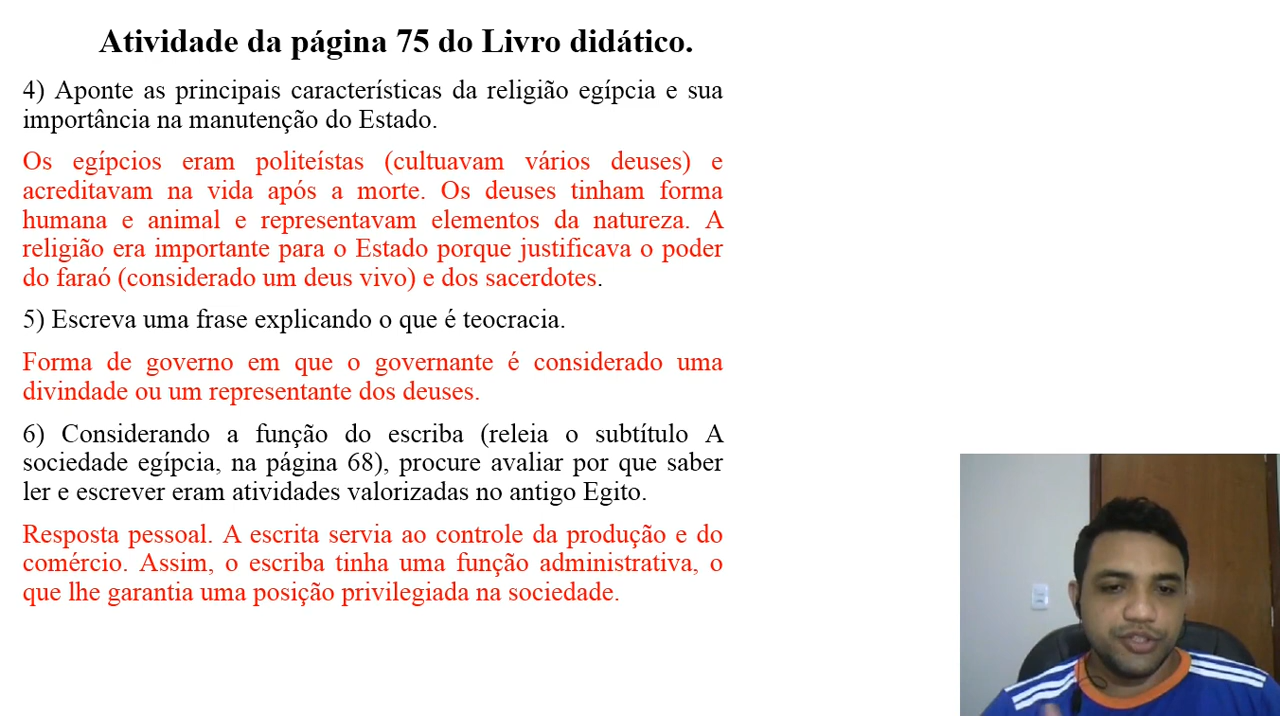 Atividade da página 75 do Livro didático.
4) Aponte as principais características da religião egípcia e sua
importância na manutenção do Estado.
Os egípcios eram politeístas (cultuavam vários deuses) e
acreditavam na vida após a morte. Os deuses tinham forma
humana e animal e representavam elementos da natureza. A
religião era importante para o Estado porque justificava o poder
do faraó (considerado um deus vivo) e dos sacerdotes.
5) Escreva uma frase explicando o que é teocracia.
Forma de governo em que o governante é considerado uma
divindade ou um representante dos deuses.
6) Considerando a função do escriba (releia o subtítulo A
sociedade egípcia, na página 68), procure avaliar por que saber
ler e escrever eram atividades valorizadas no antigo Egito.
Resposta pessoal. A escrita servia ao controle da produção e do
comércio. Assim, o escriba tinha uma função administrativa, o
que lhe garantia uma posição privilegiada na sociedade.